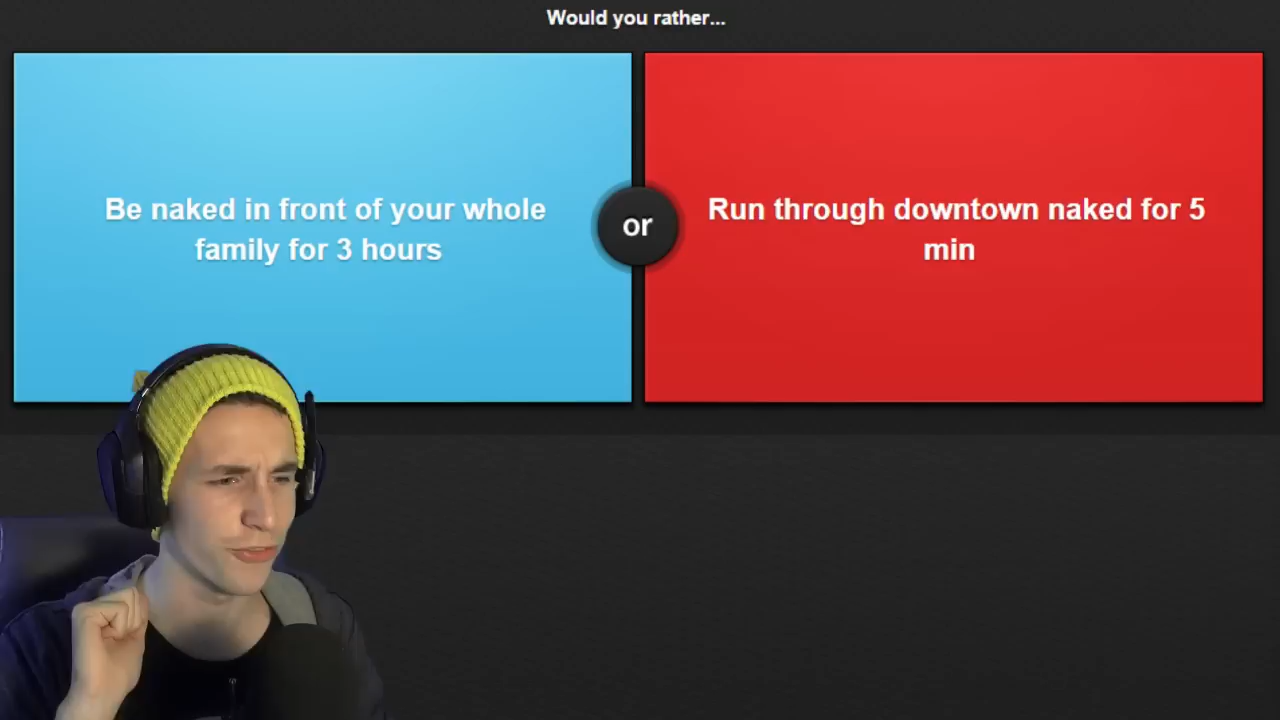 Would you rather...
Be naked in front of your whole
family for 3 hours
or
Run through downtown naked for 5
min